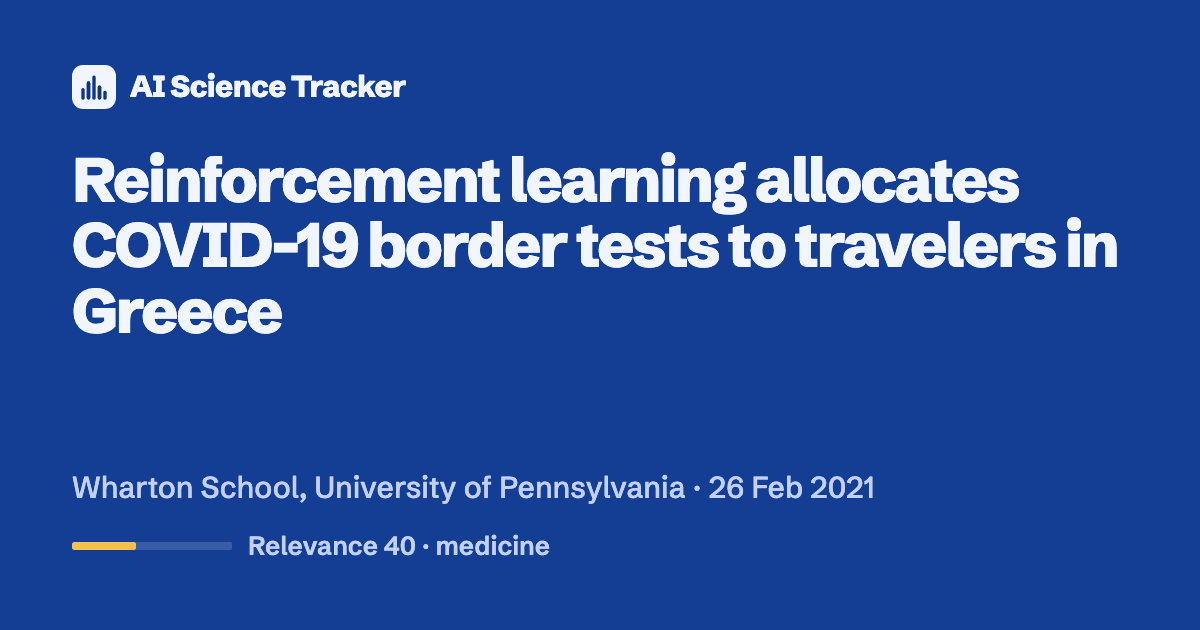 AI Science Tracker
Reinforcement learning allocates
COVID-19 border tests to travelers in
Greece
Wharton School, University of Pennsylvania · 26 Feb 2021
Relevance 40 · medicine